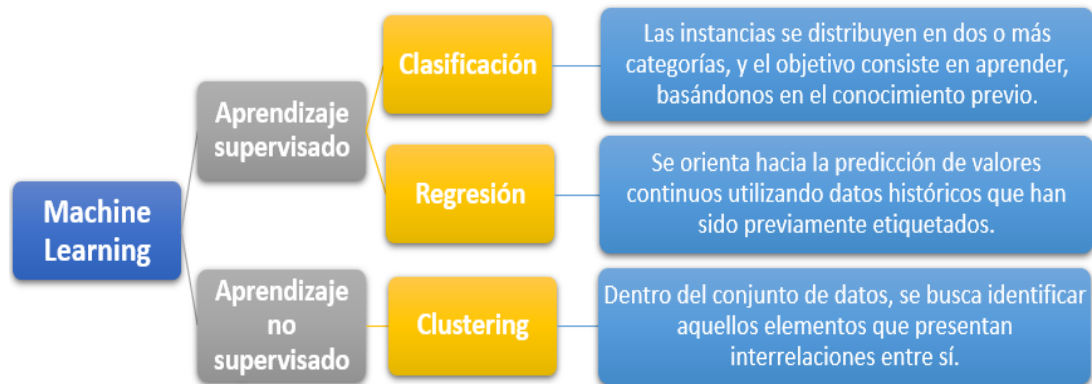 Machine
Learning
Aprendizaje
supervisado
Clasificación
Las instancias se distribuyen en dos o más
categorías, y el objetivo consiste en aprender,
basándonos en el conocimiento previo.
Regresión
Se orienta hacia la predicción de valores
continuos utilizando datos históricos que han
sido previamente etiquetados.
Aprendizaje
no
supervisado
Clustering
Dentro del conjunto de datos, se busca identificar
aquellos elementos que presentan
interrelaciones entre sí.